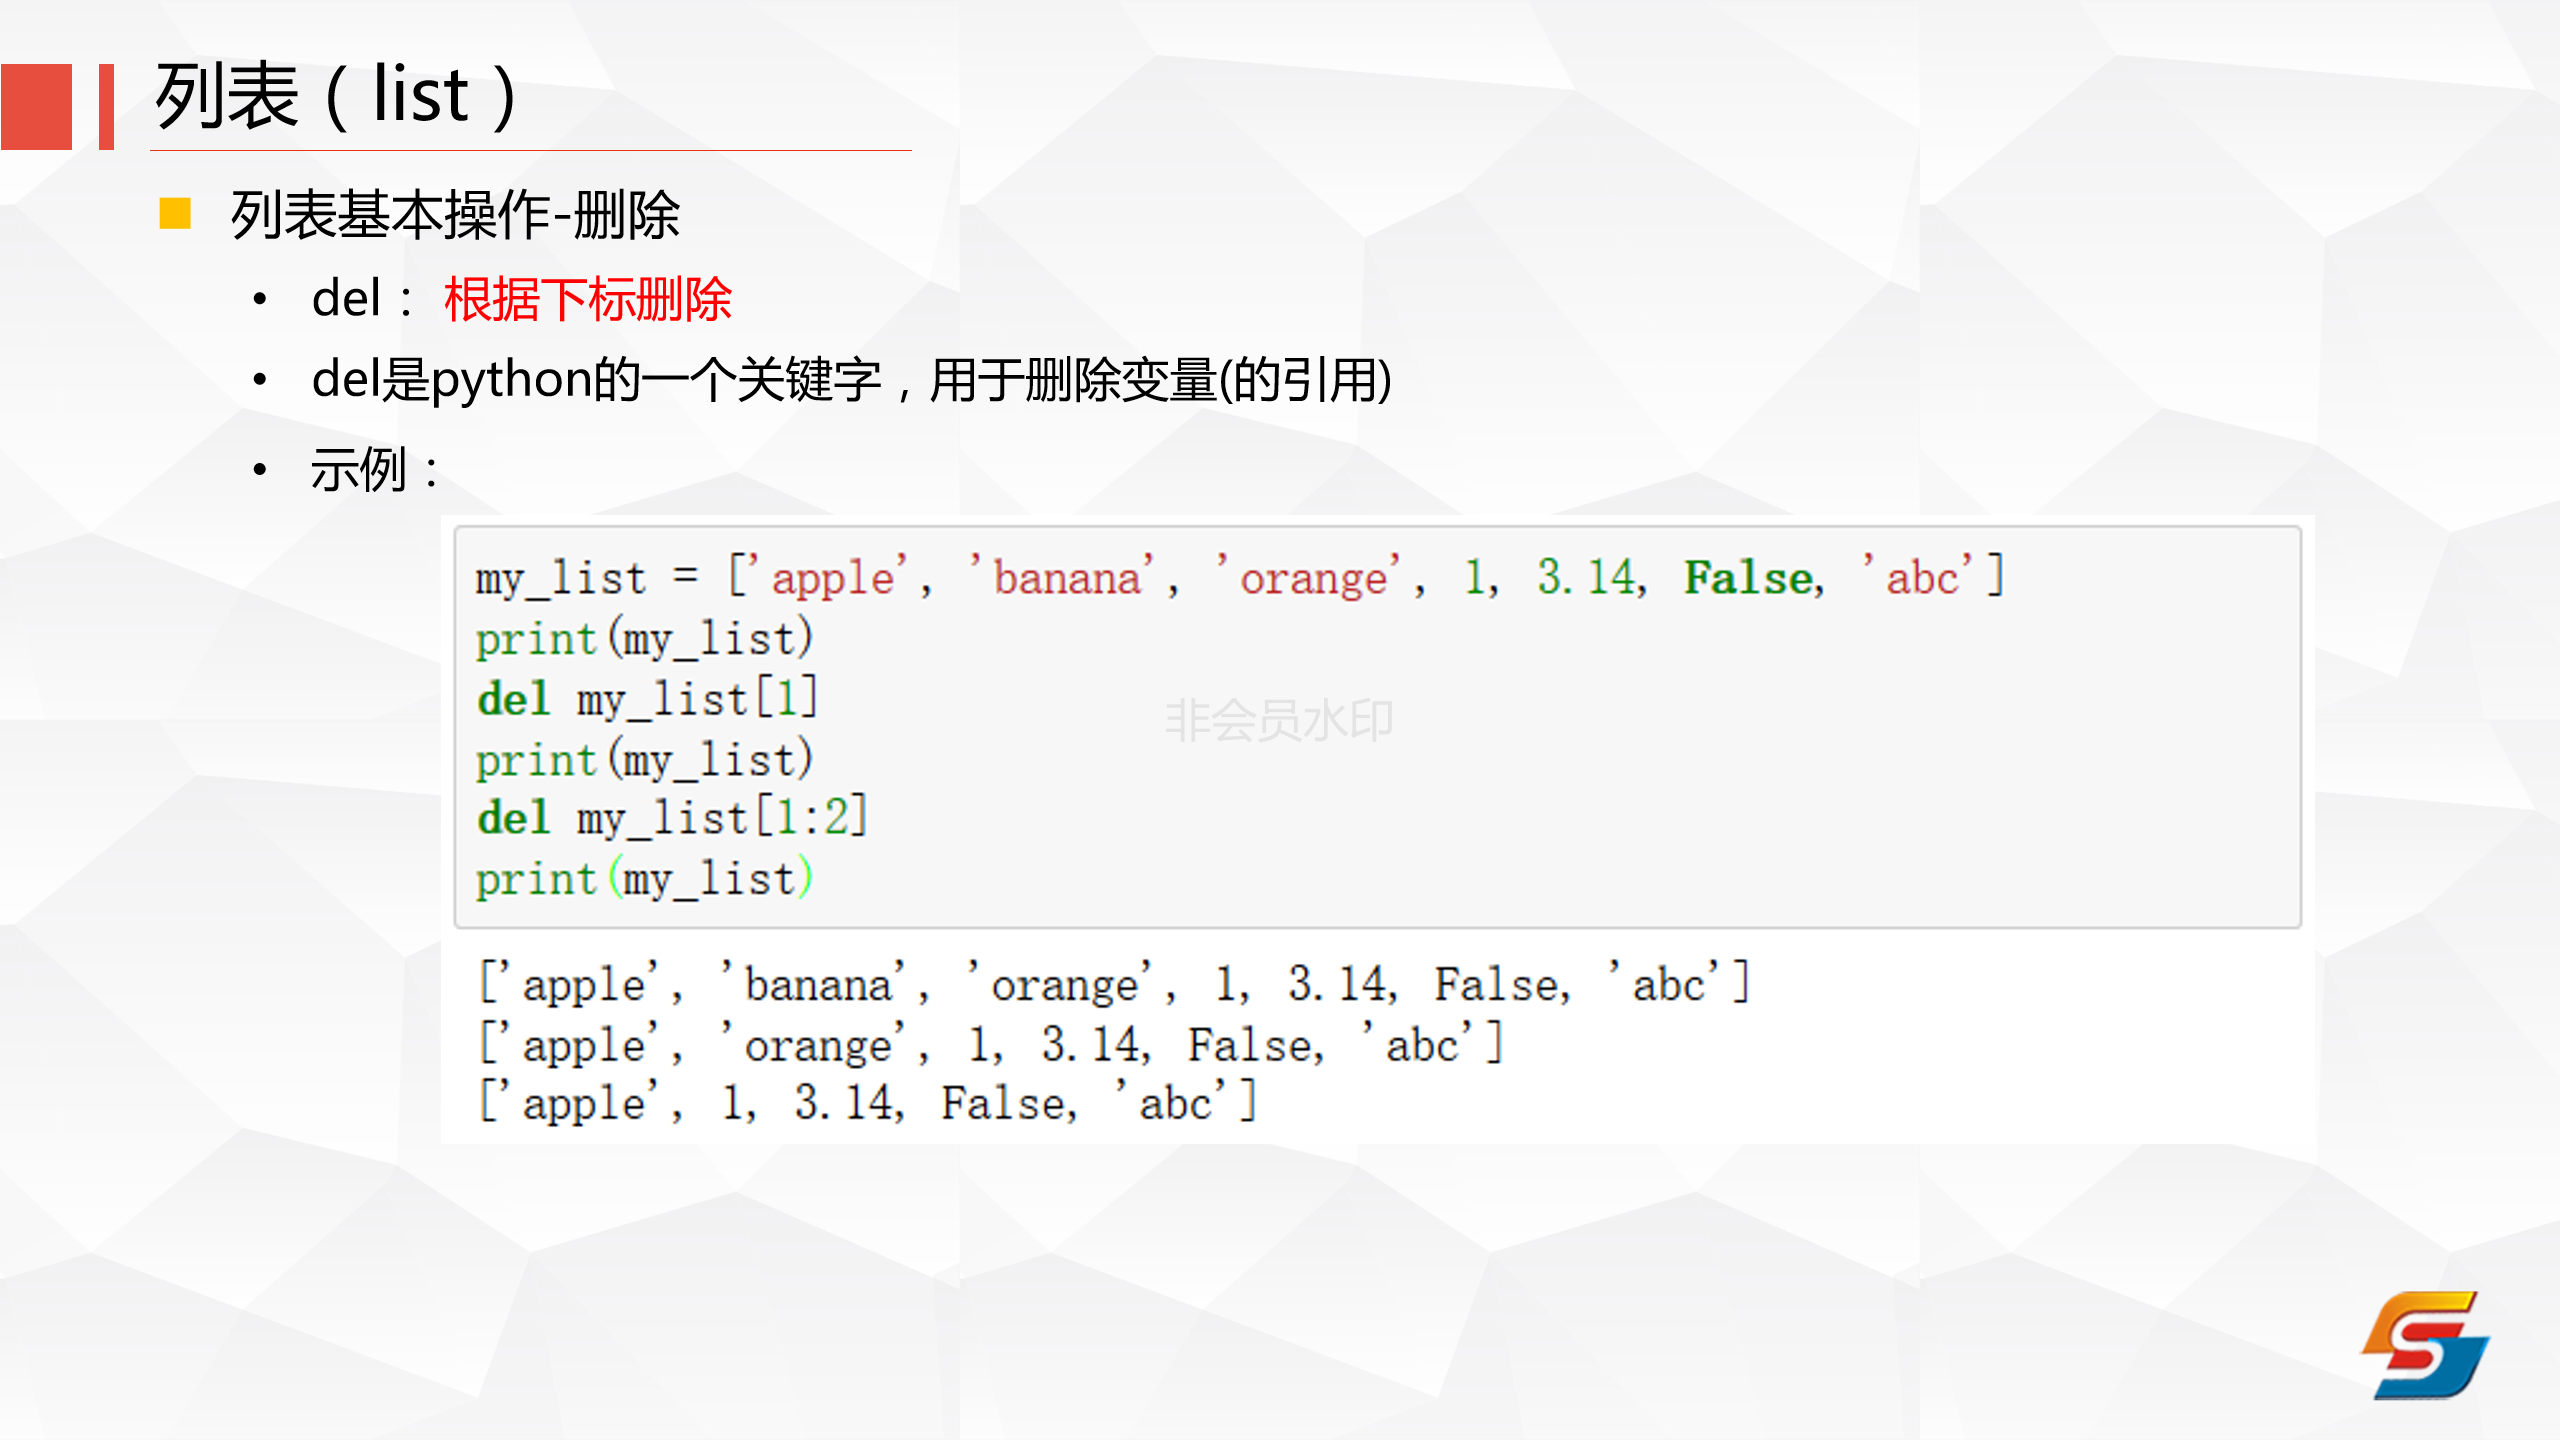 列表（list）
列表基本操作-删除
• del：根据下标删除
• del是python的一个关键字，用于删除变量(的引用)
• 示例：
my_list = ['apple', 'banana', 'orange', 1, 3.14, False, 'abc']
print(my_list)
del my_list[1]
print(my_list)
del my_list[1:2]
print(my_list)
非会员水印
['apple', 'banana', 'orange', 1, 3.14, False, 'abc']
['apple', 'orange', 1, 3.14, False, 'abc']
['apple', 1, 3.14, False, 'abc']